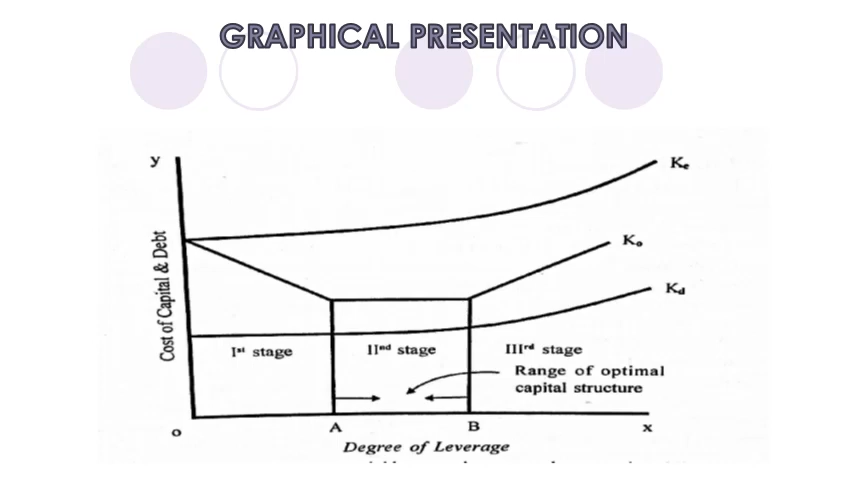 GRAPHICAL PRESENTATION
y
Kₑ
Kₒ
K_d
Cost of Capital & Debt
Iˢᵗ stage
IIⁿᵈ stage
IIIʳᵈ stage
Range of optimal
capital structure
o
A
B
x
Degree of Leverage